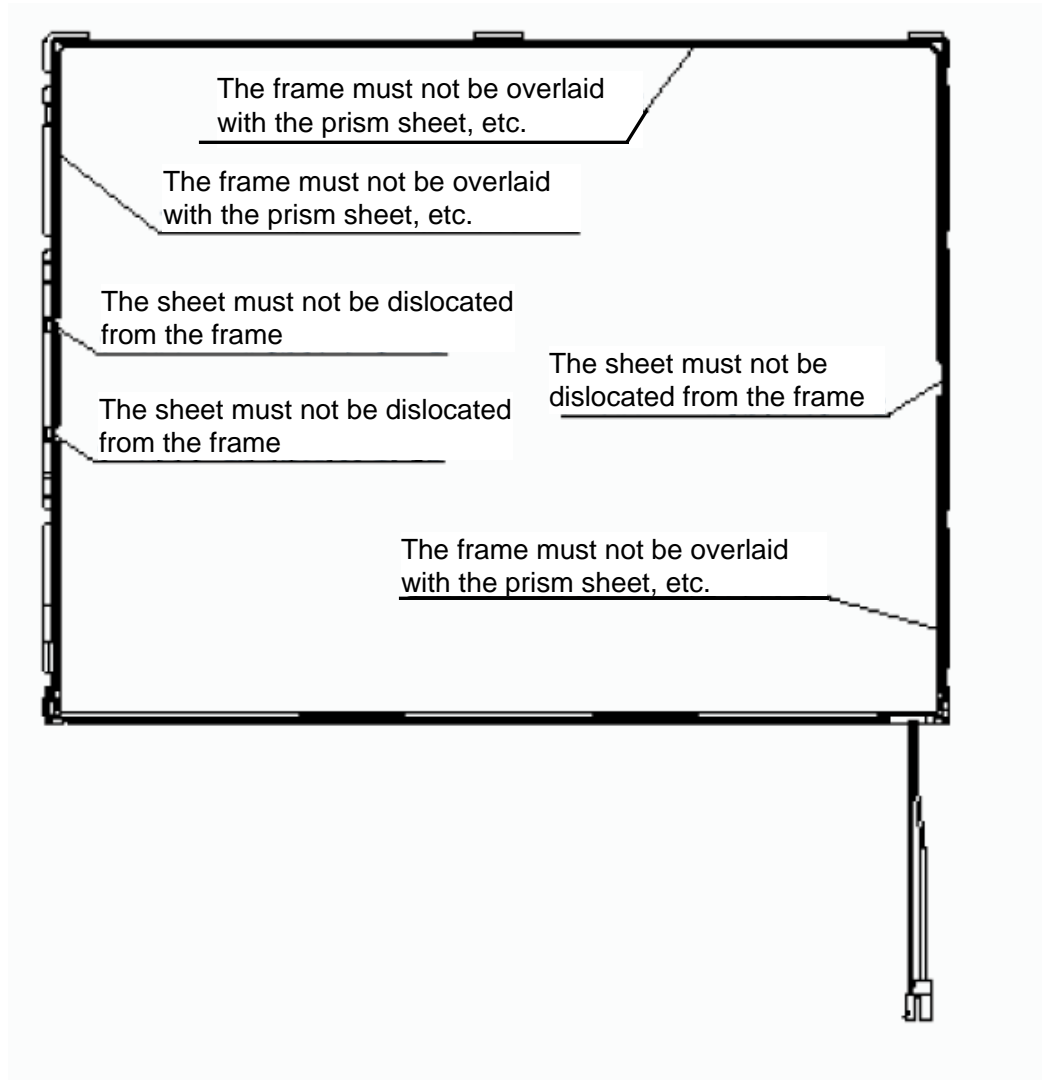 The frame must not be overlaid
with the prism sheet, etc.
The frame must not be overlaid
with the prism sheet, etc.
The sheet must not be dislocated
from the frame
The sheet must not be
dislocated from the frame
The sheet must not be dislocated
from the frame
The frame must not be overlaid
with the prism sheet, etc.